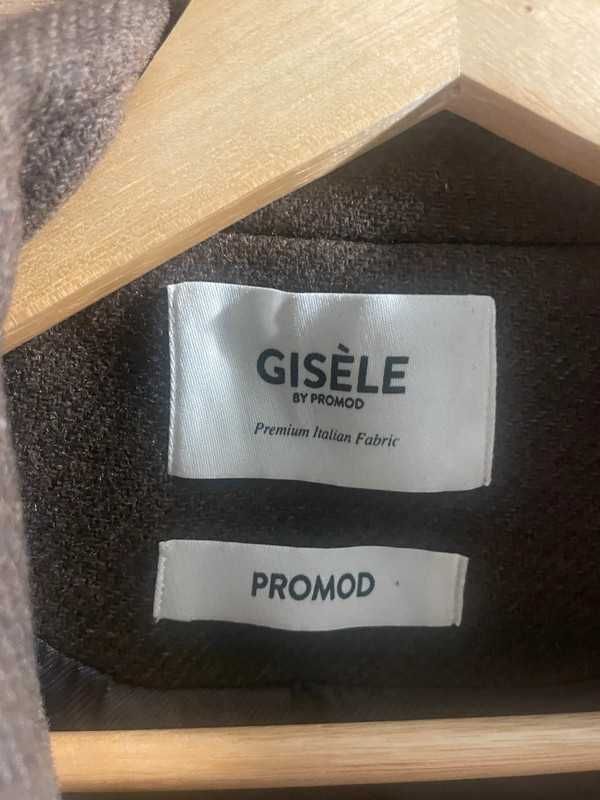 GISÈLE
BY PROMOD
Premium Italian Fabric
PROMOD